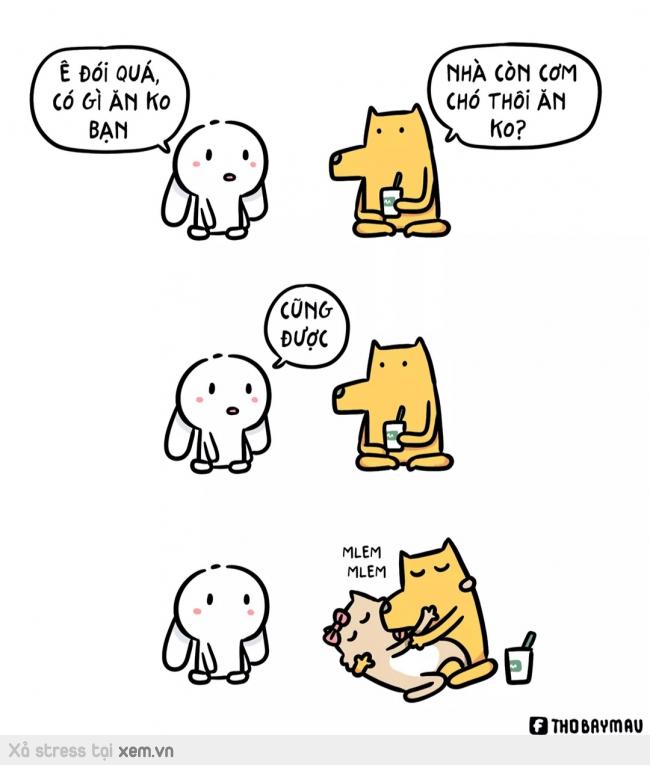 Ê ĐÓI QUÁ,
CÓ GÌ ĂN KO
BẠN
NHÀ CÒN CƠM
CHÓ THÔI ĂN
KO?
CŨNG
ĐƯỢC
MLEM
MLEM
THOBAYMAU
Xả stress tại xem.vn